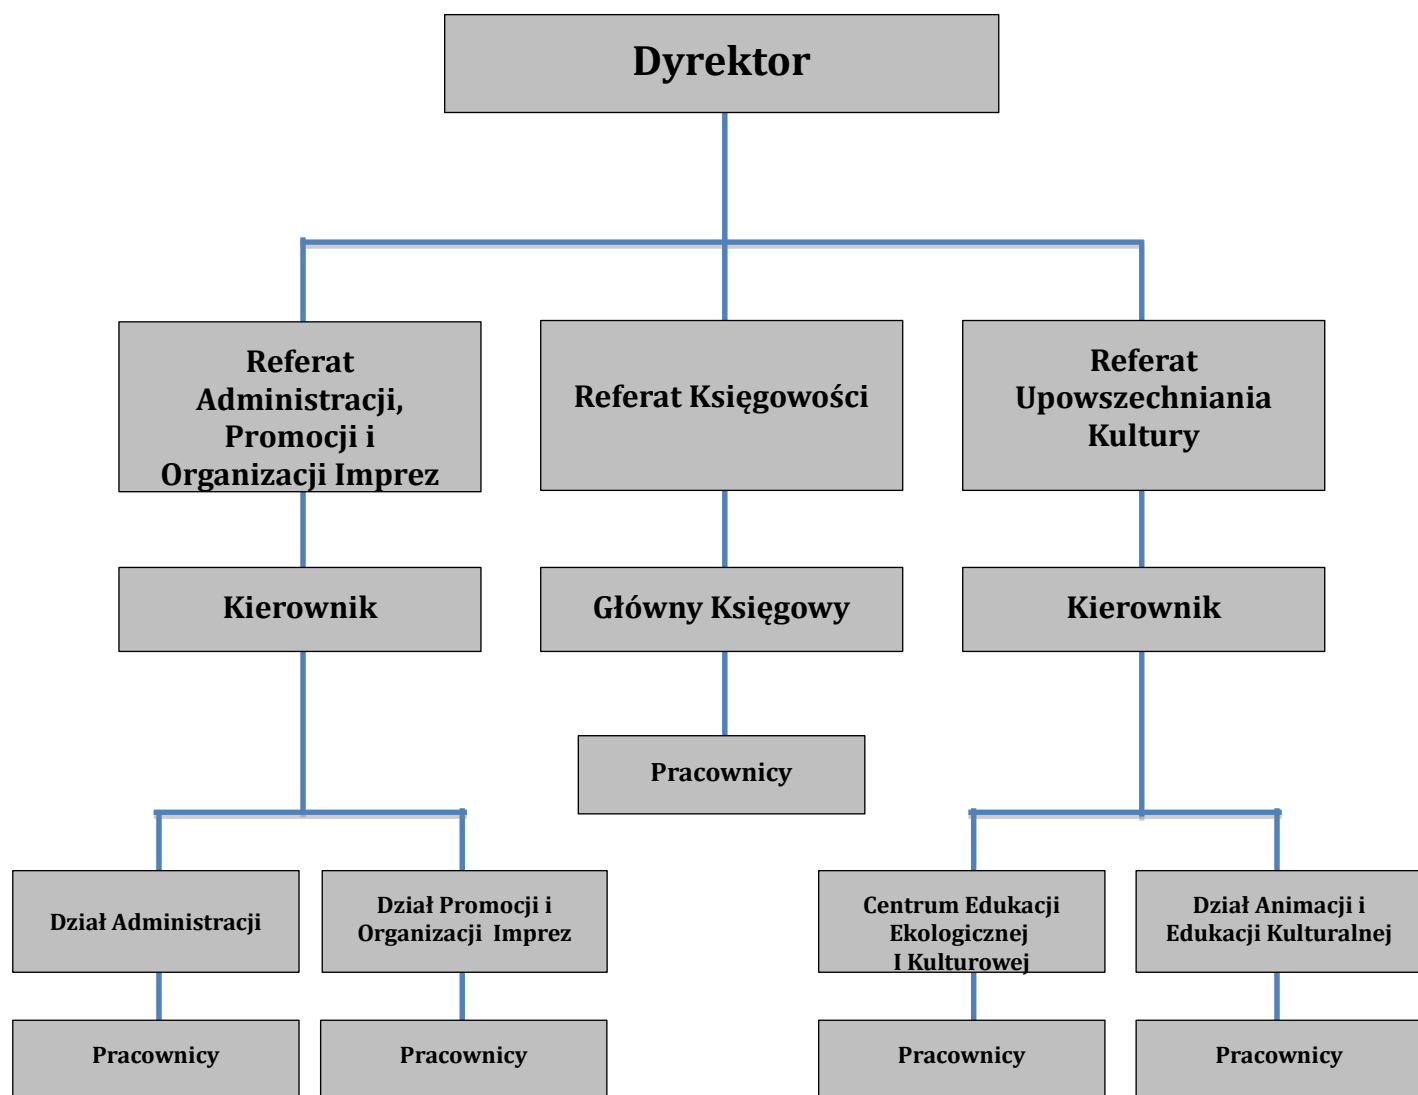 Dyrektor
Referat
Administracji,
Promocji i
Organizacji Imprez
Referat Księgowości
Referat
Upowszechniania
Kultury
Kierownik
Główny Księgowy
Kierownik
Pracownicy
Dział Administracji
Dział Promocji i
Organizacji Imprez
Centrum Edukacji
Ekologicznej
I Kulturowej
Dział Animacji i
Edukacji Kulturalnej
Pracownicy
Pracownicy
Pracownicy
Pracownicy